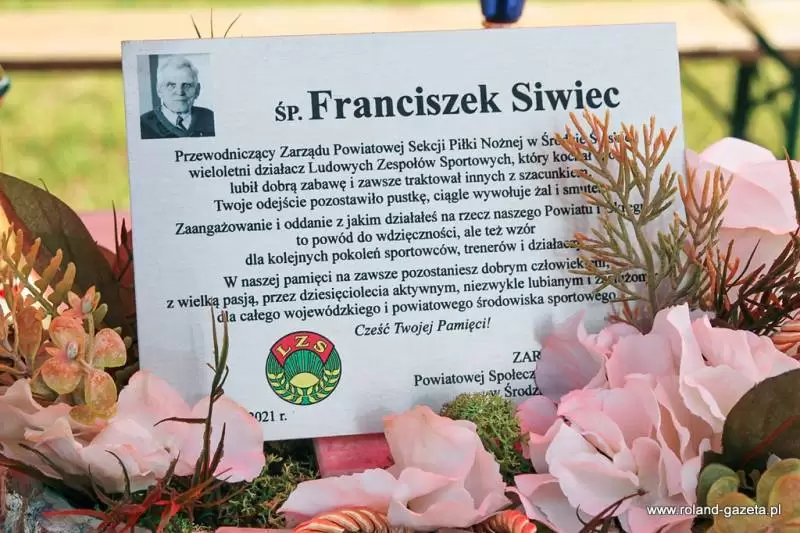 ŚP. Franciszek Siwiec
Przewodniczący Zarządu Powiatowej Sekcji Piłki Nożnej w Środzie
wieloletni działacz Ludowych Zespołów Sportowych, który
lubił dobrą zabawę i zawsze traktował innych z szacunkiem.
Twoje odejście pozostawiło pustkę, ciągle wywołuje żal i
Zaangażowanie i oddanie z jakim działałeś na rzecz naszego Powiatu i
to powód do wdzięczności, ale też wzór
dla kolejnych pokoleń sportowców, trenerów i
W naszej pamięci na zawsze pozostaniesz dobrym człowiekiem,
z wielką pasją, przez dziesięciolecia aktywnym, niezwykle lubianym i
dla całego wojewódzkiego i powiatowego środowiska sportowego
Cześć Twojej Pamięci!
LZS
Powiatowej
w
2021 r.
www.roland-gazeta.pl